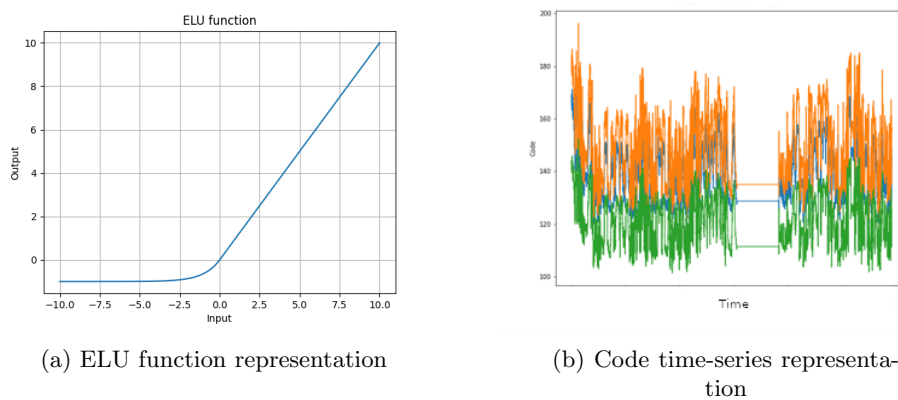 ELU function
10
8
6
4
2
0
Output
−10.0 −7.5 −5.0 −2.5 0.0 2.5 5.0 7.5 10.0
Input
(a) ELU function representation
200
180
160
140
120
100
Code
Time
(b) Code time-series representa-
tion